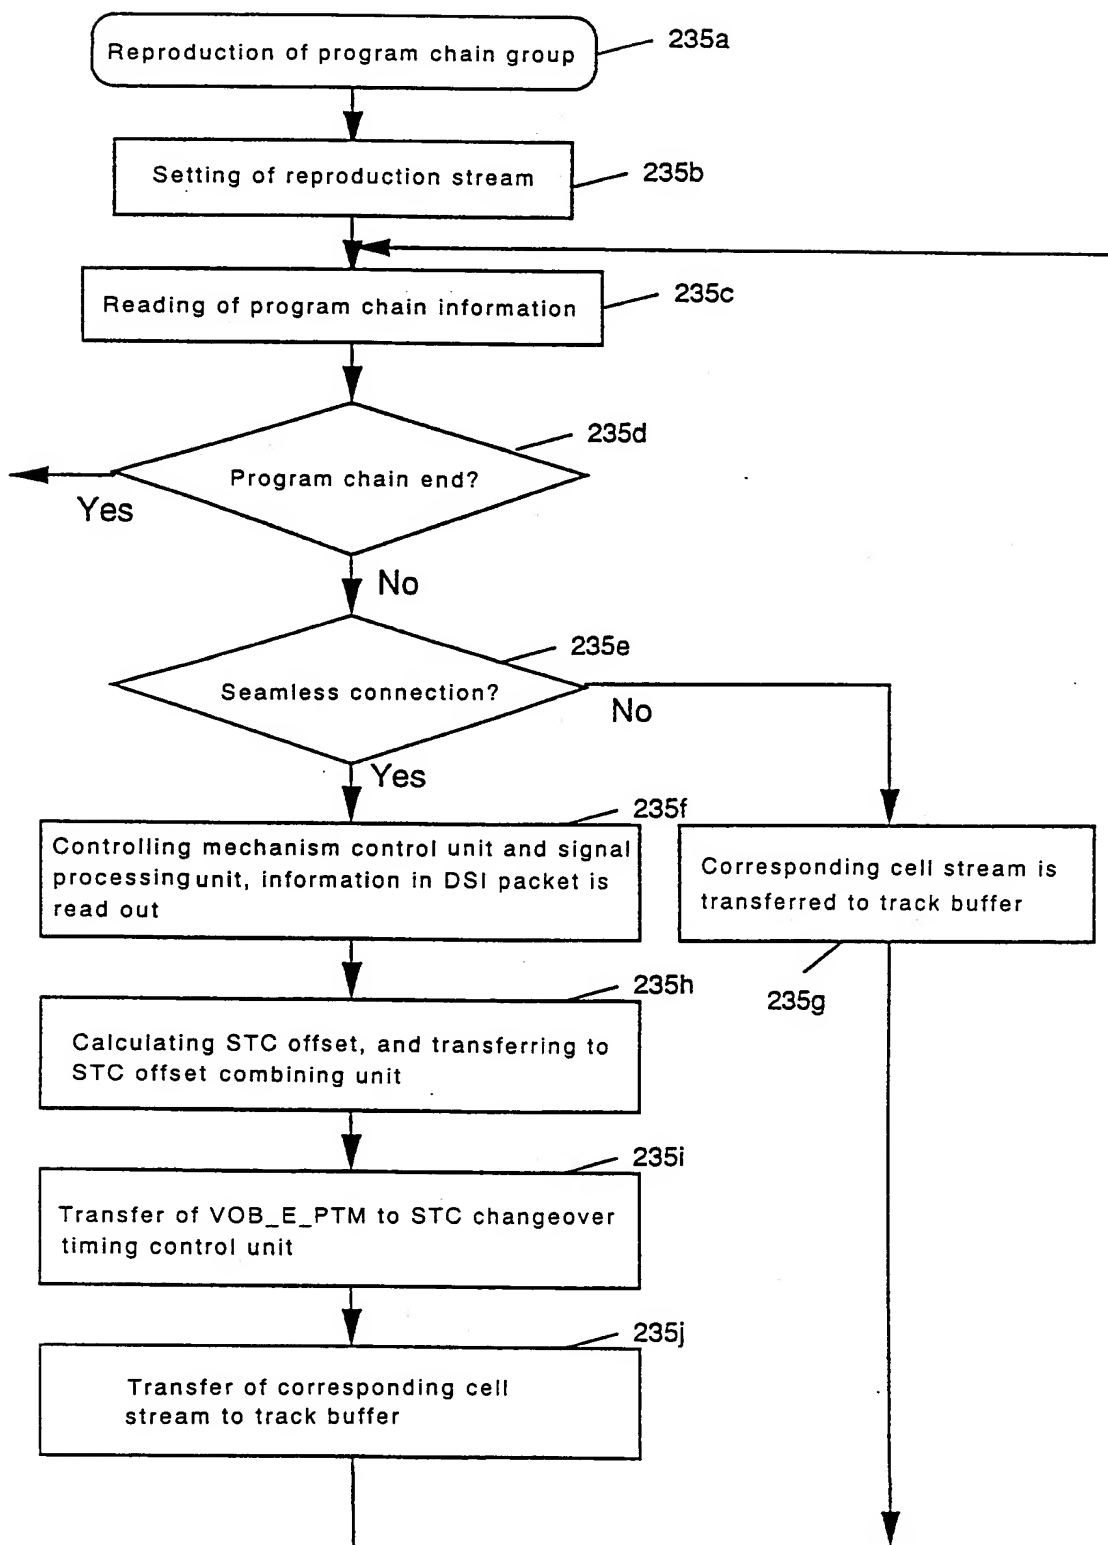 Reproduction of program chain group
235a
Setting of reproduction stream
235b
Reading of program chain information
235c
235d
Program chain end?
Yes
No
235e
Seamless connection?
No
Yes
235f
Controlling mechanism control unit and signal
processing unit, information in DSI packet is
read out
Corresponding cell stream is
transferred to track buffer
235g
235h
Calculating STC offset, and transferring to
STC offset combining unit
235i
Transfer of VOB_E_PTM to STC changeover
timing control unit
235j
Transfer of corresponding cell
stream to track buffer